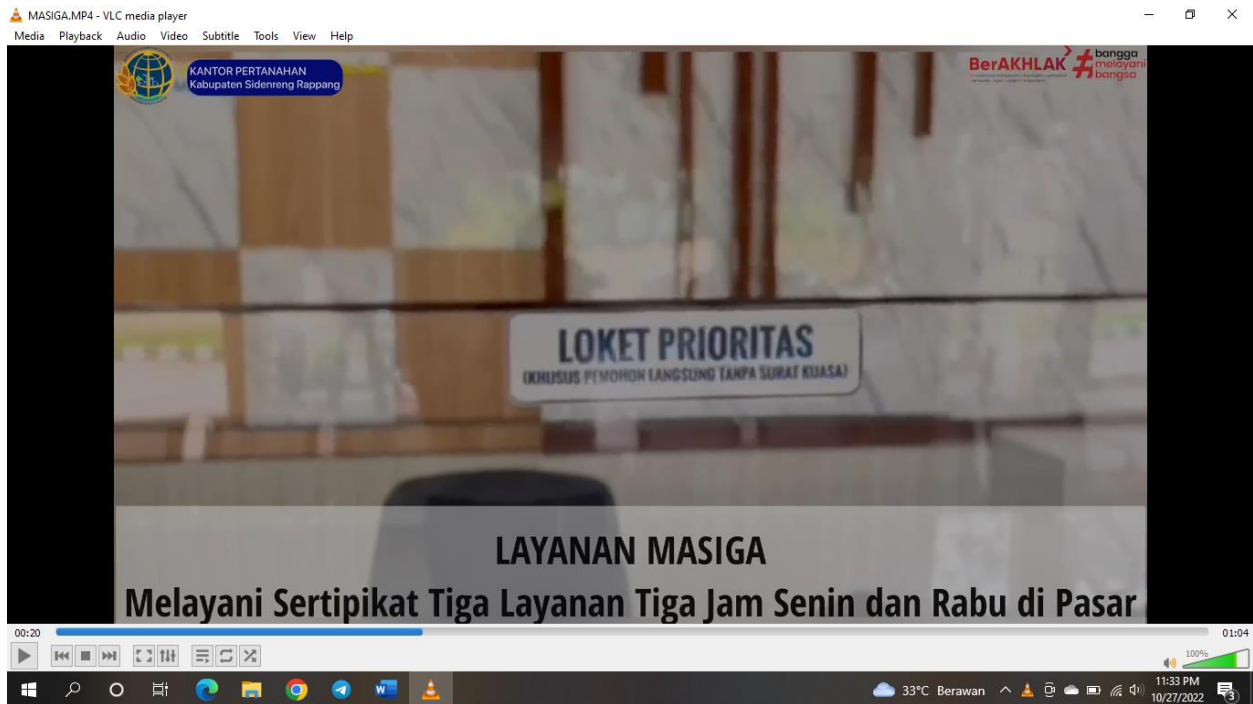 MASIGA.MP4 - VLC media player
Media Playback Audio Video Subtitle Tools View Help
KANTOR PERTANAHAN
Kabupaten Sidenreng Rappang
BerAKHLAK
# bangga
melayani
bangsa
LOKET PRIORITAS
(KHUSUS PEMOHON LANGSUNG TANPA SURAT KUASA)
LAYANAN MASIGA
Melayani Sertipikat Tiga Layanan Tiga Jam Senin dan Rabu di Pasar
00:20
01:04
100%
33°C Berawan
11:33 PM
10/27/2022
3